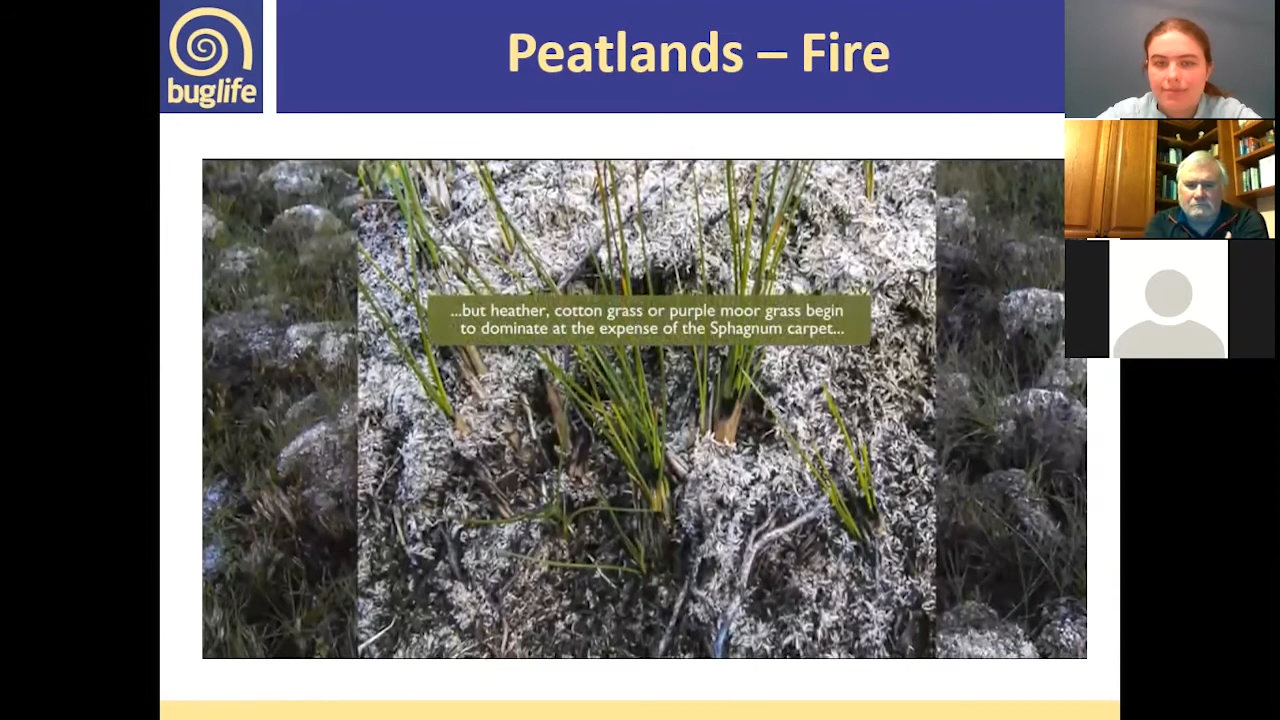 buglife
Peatlands – Fire
...but heather, cotton grass or purple moor grass begin
to dominate at the expense of the Sphagnum carpet...